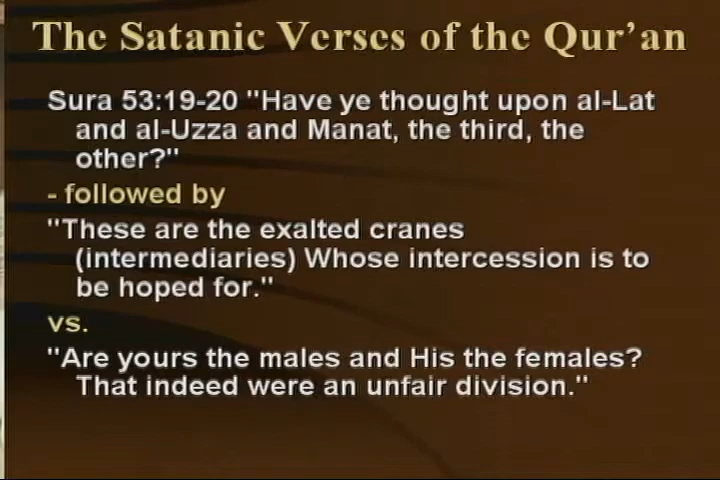 The Satanic Verses of the Qur’an
Sura 53:19-20 "Have ye thought upon al-Lat
and al-Uzza and Manat, the third, the
other?"
- followed by
"These are the exalted cranes
(intermediaries) Whose intercession is to
be hoped for."
vs.
"Are yours the males and His the females?
That indeed were an unfair division."